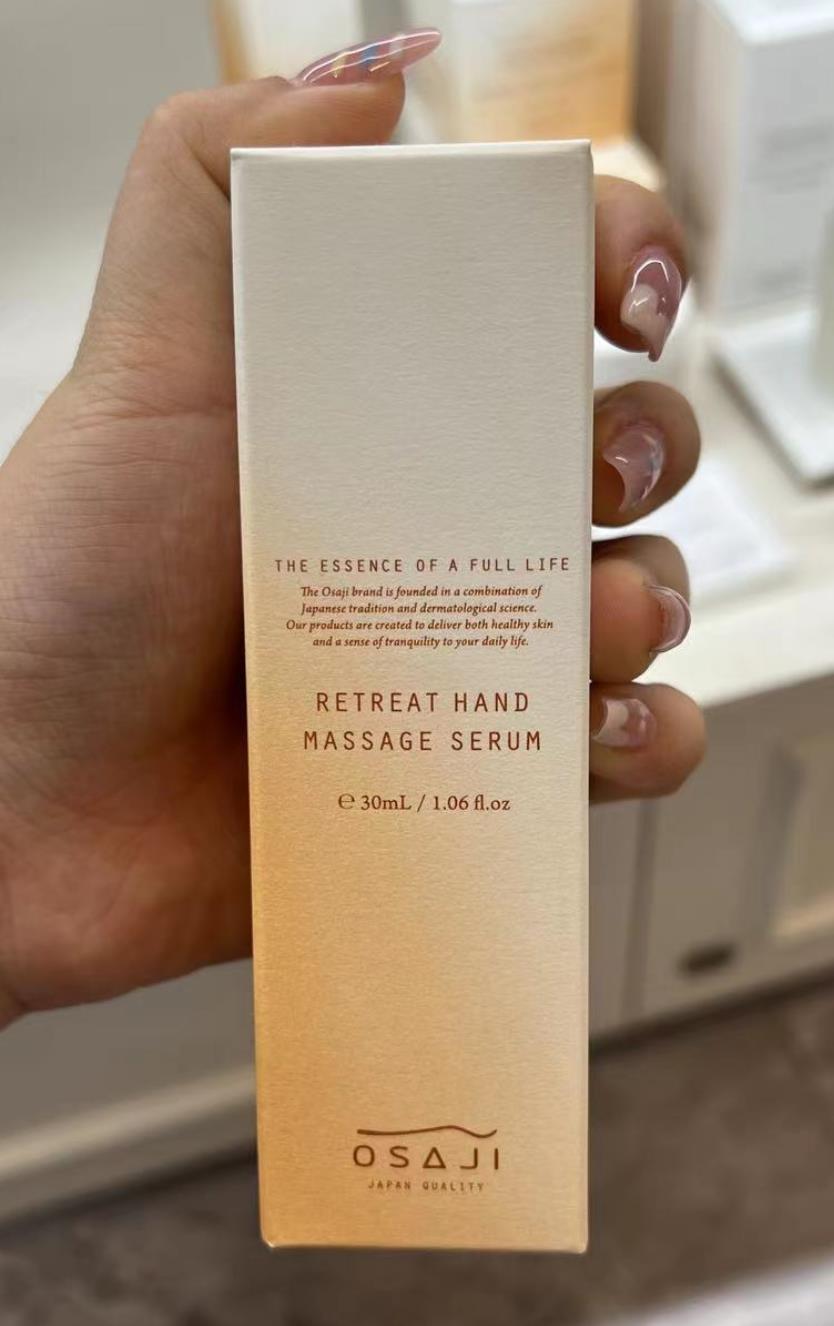 THE ESSENCE OF A FULL LIFE
The Osaji brand is founded in a combination of
Japanese tradition and dermatological science.
Our products are created to deliver both healthy skin
and a sense of tranquility to your daily life.
RETREAT HAND
MASSAGE SERUM
℮ 30mL / 1.06 fl.oz
OSAJI
JAPAN QUALITY